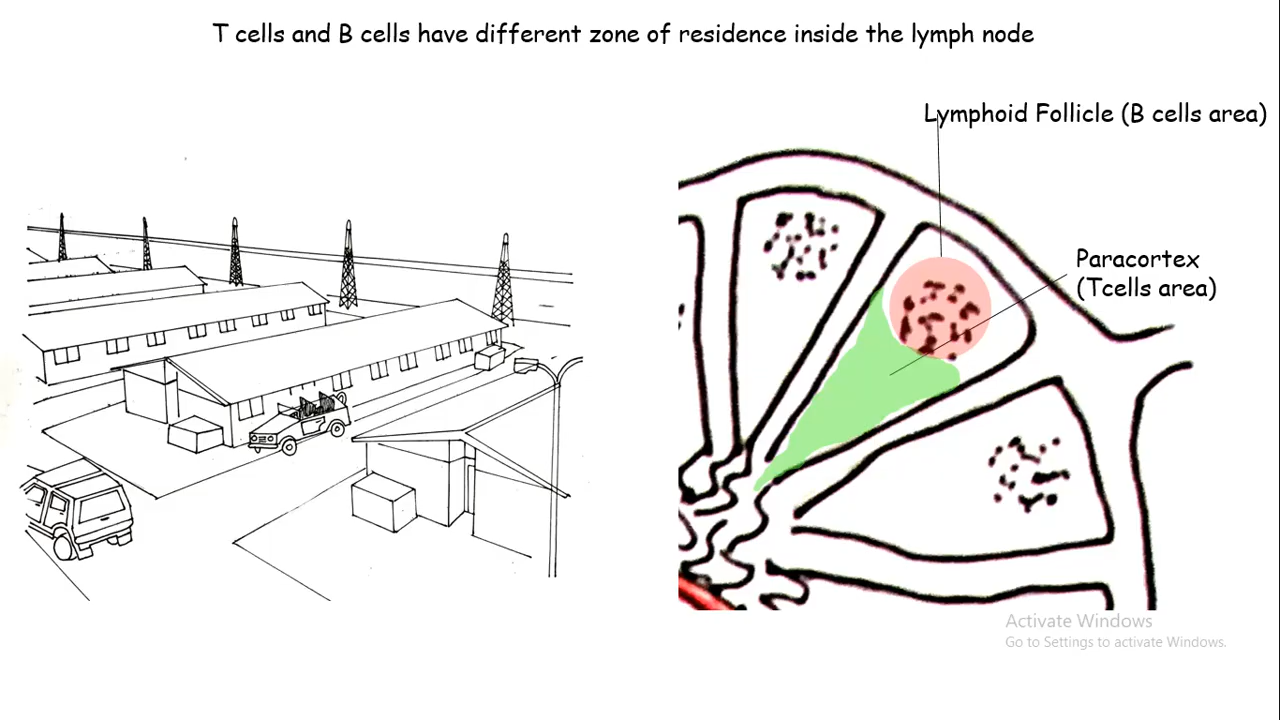 T cells and B cells have different zone of residence inside the lymph node
Lymphoid Follicle (B cells area)
Paracortex
(Tcells area)
Activate Windows
Go to Settings to activate Windows.